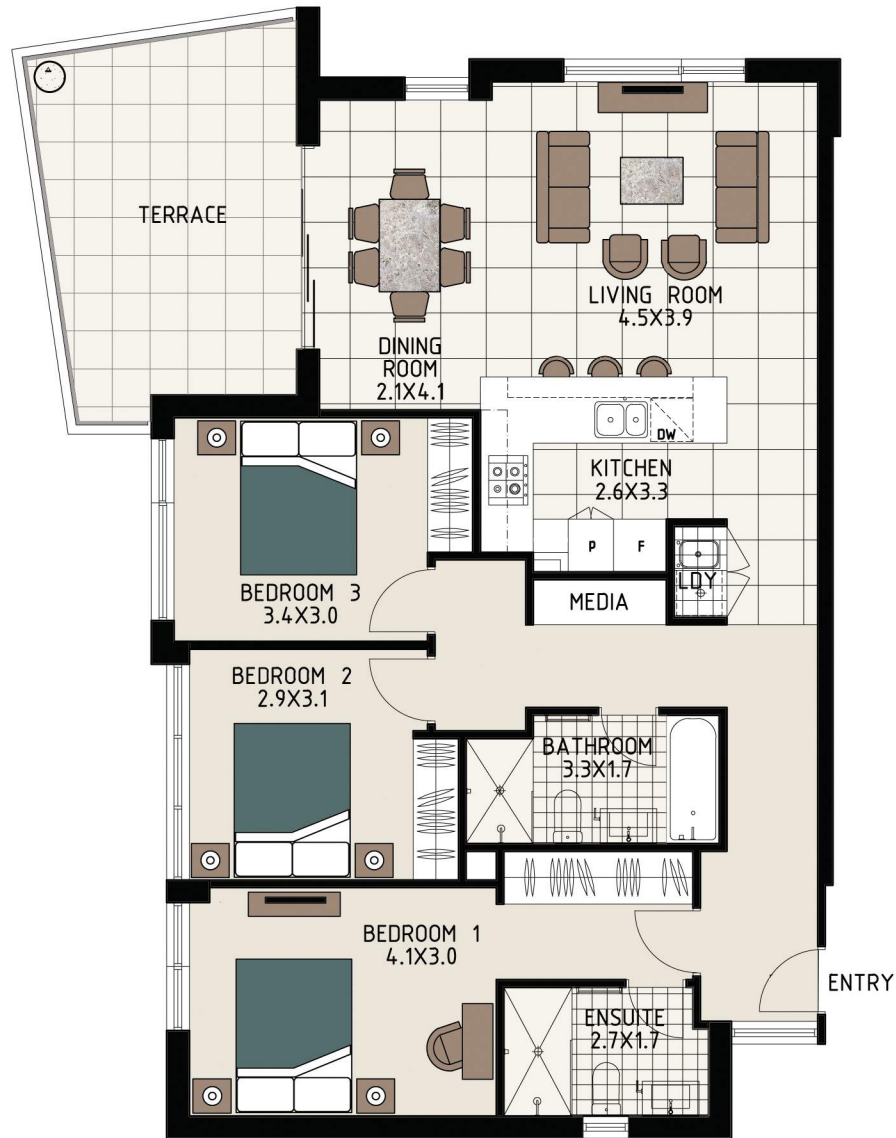 TERRACE
LIVING ROOM
4.5X3.9
DINING
ROOM
2.1X4.1
DW
KITCHEN
2.6X3.3
P
F
LDY
MEDIA
BEDROOM 3
3.4X3.0
BEDROOM 2
2.9X3.1
BATHROOM
3.3X1.7
BEDROOM 1
4.1X3.0
ENTRY
ENSUITE
2.7X1.7